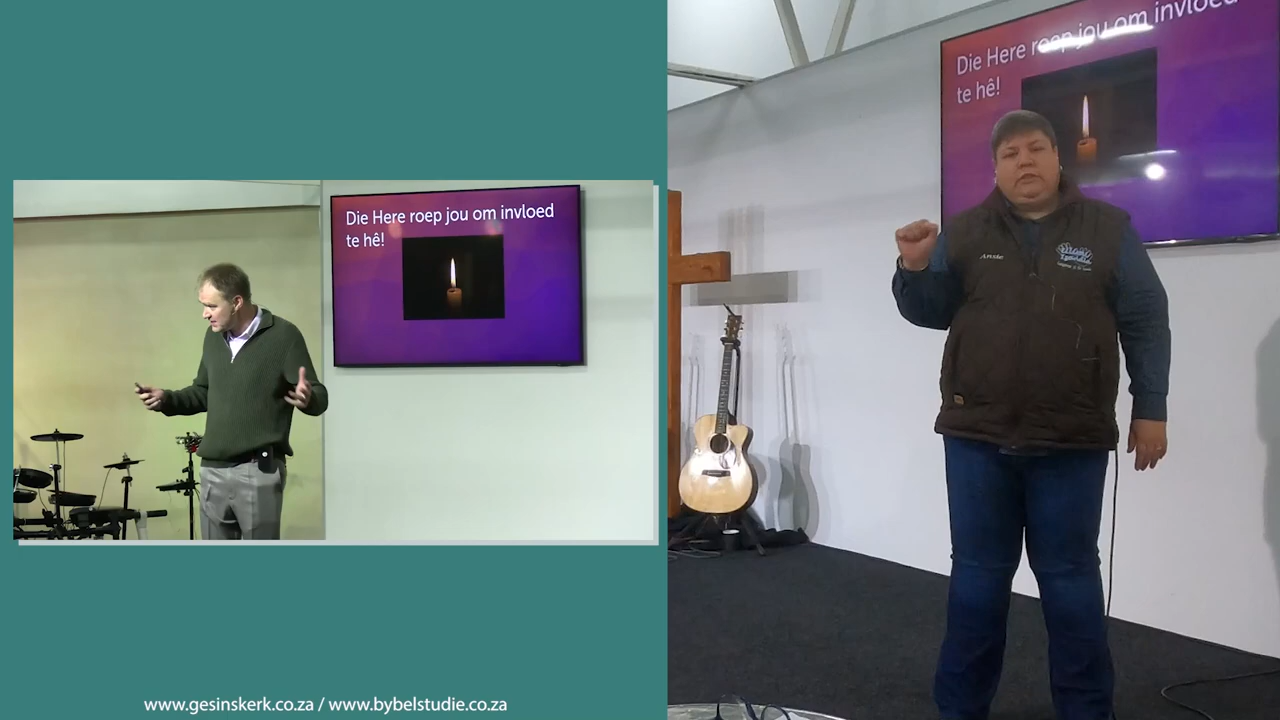 Die Here roep jou om invloed
te hê!
Die Here roep jou om invloed
te hê!
Ansie
www.gesinskerk.co.za / www.bybelstudie.co.za